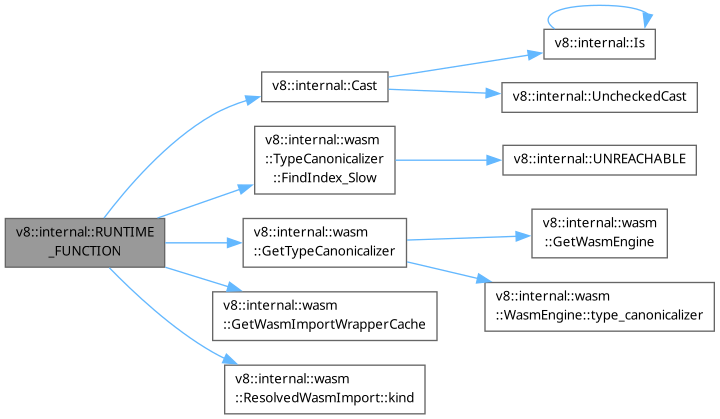 v8::internal::Is
v8::internal::Cast
v8::internal::UncheckedCast
v8::internal::wasm
::TypeCanonicalizer
::FindIndex_Slow
v8::internal::UNREACHABLE
v8::internal::RUNTIME
_FUNCTION
v8::internal::wasm
::GetTypeCanonicalizer
v8::internal::wasm
::GetWasmEngine
v8::internal::wasm
::WasmEngine::type_canonicalizer
v8::internal::wasm
::GetWasmImportWrapperCache
v8::internal::wasm
::ResolvedWasmImport::kind